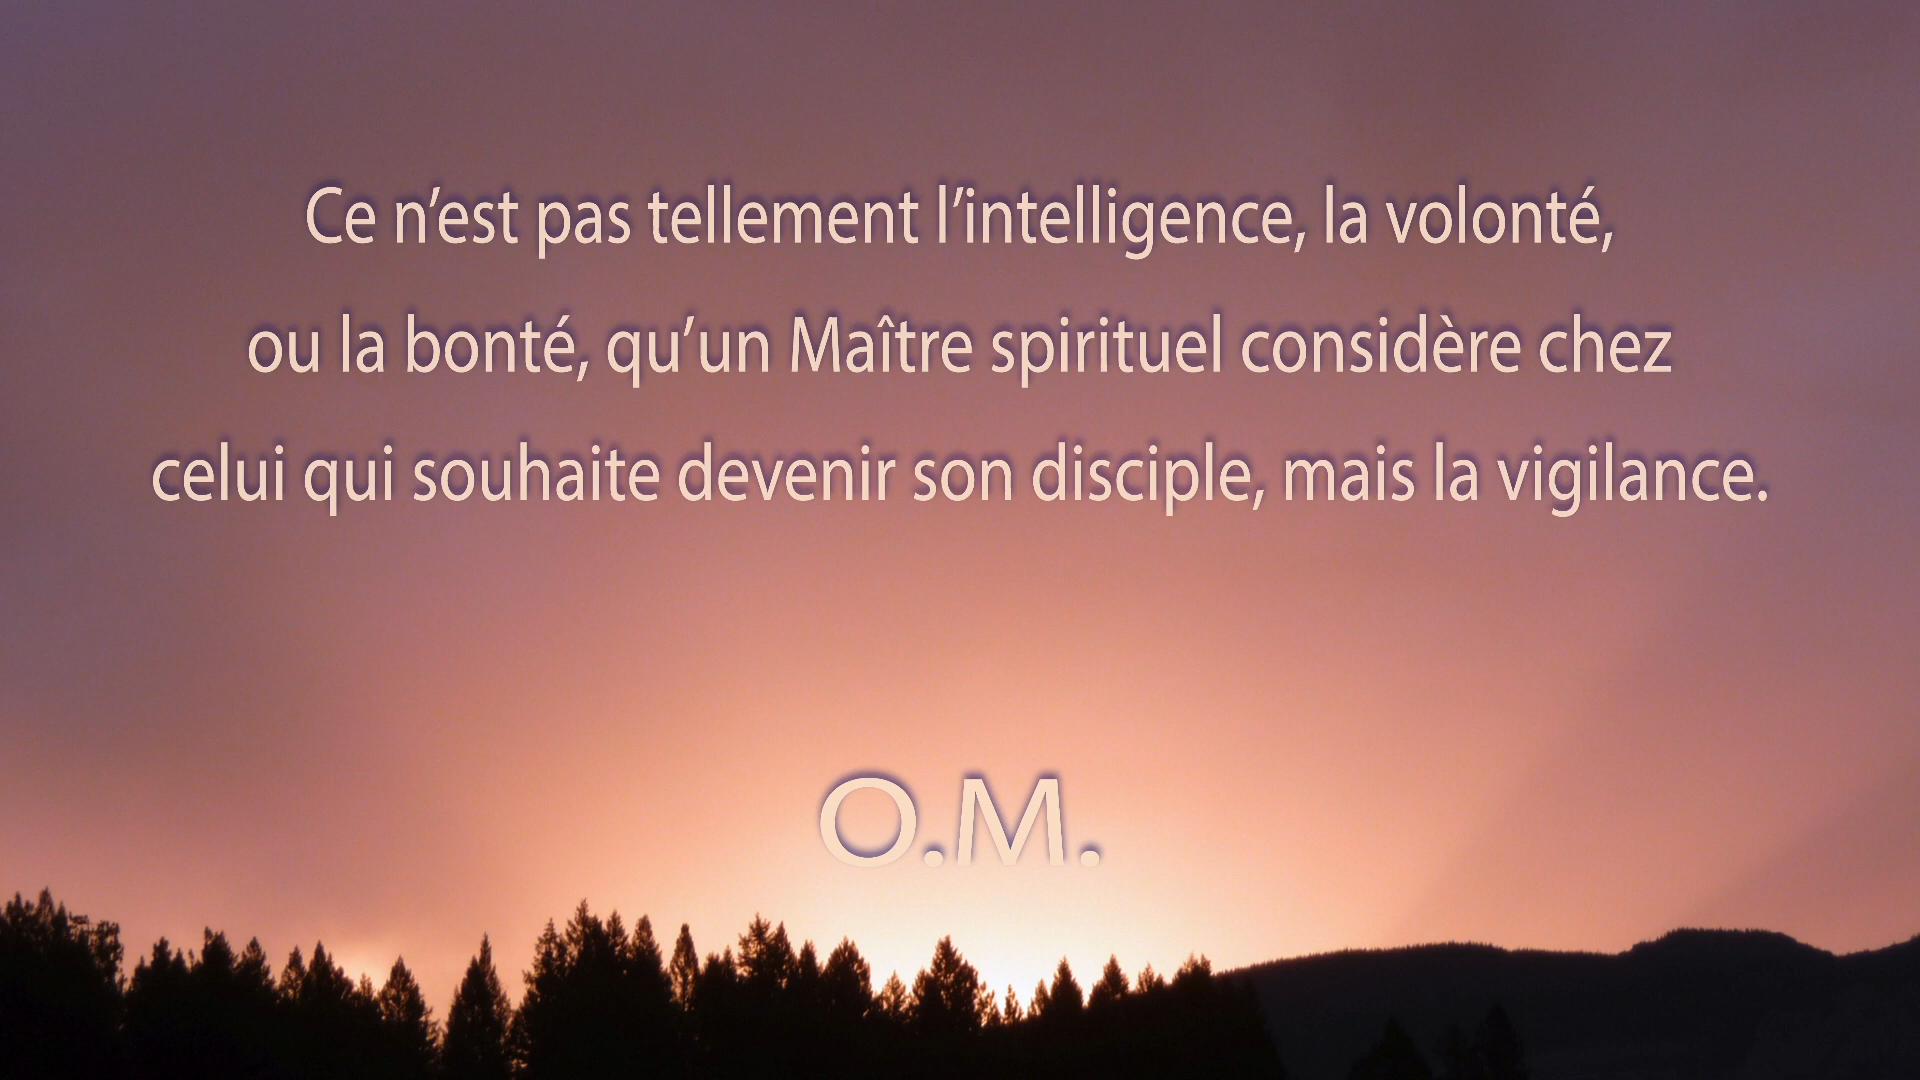 Ce n’est pas tellement l’intelligence, la volonté,
ou la bonté, qu’un Maître spirituel considère chez
celui qui souhaite devenir son disciple, mais la vigilance.
O.M.